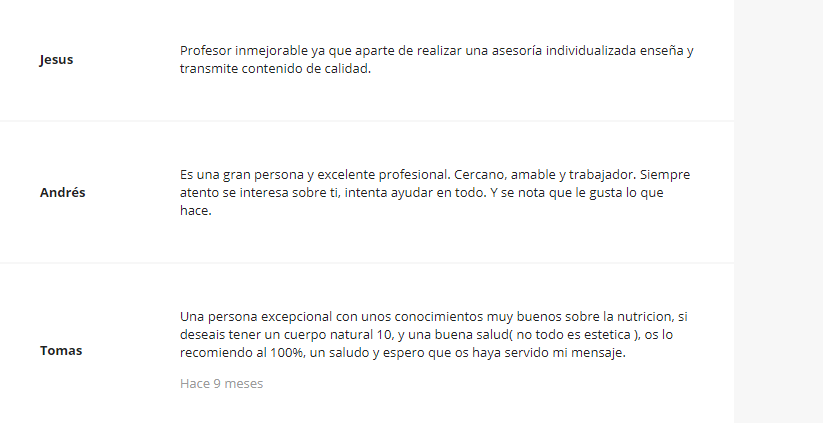 Jesus
Profesor inmejorable ya que aparte de realizar una asesoría individualizada enseña y
transmite contenido de calidad.
Andrés
Es una gran persona y excelente profesional. Cercano, amable y trabajador. Siempre
atento se interesa sobre ti, intenta ayudar en todo. Y se nota que le gusta lo que
hace.
Tomas
Una persona excepcional con unos conocimientos muy buenos sobre la nutricion, si
deseais tener un cuerpo natural 10, y una buena salud( no todo es estetica ), os lo
recomiendo al 100%, un saludo y espero que os haya servido mi mensaje.
Hace 9 meses